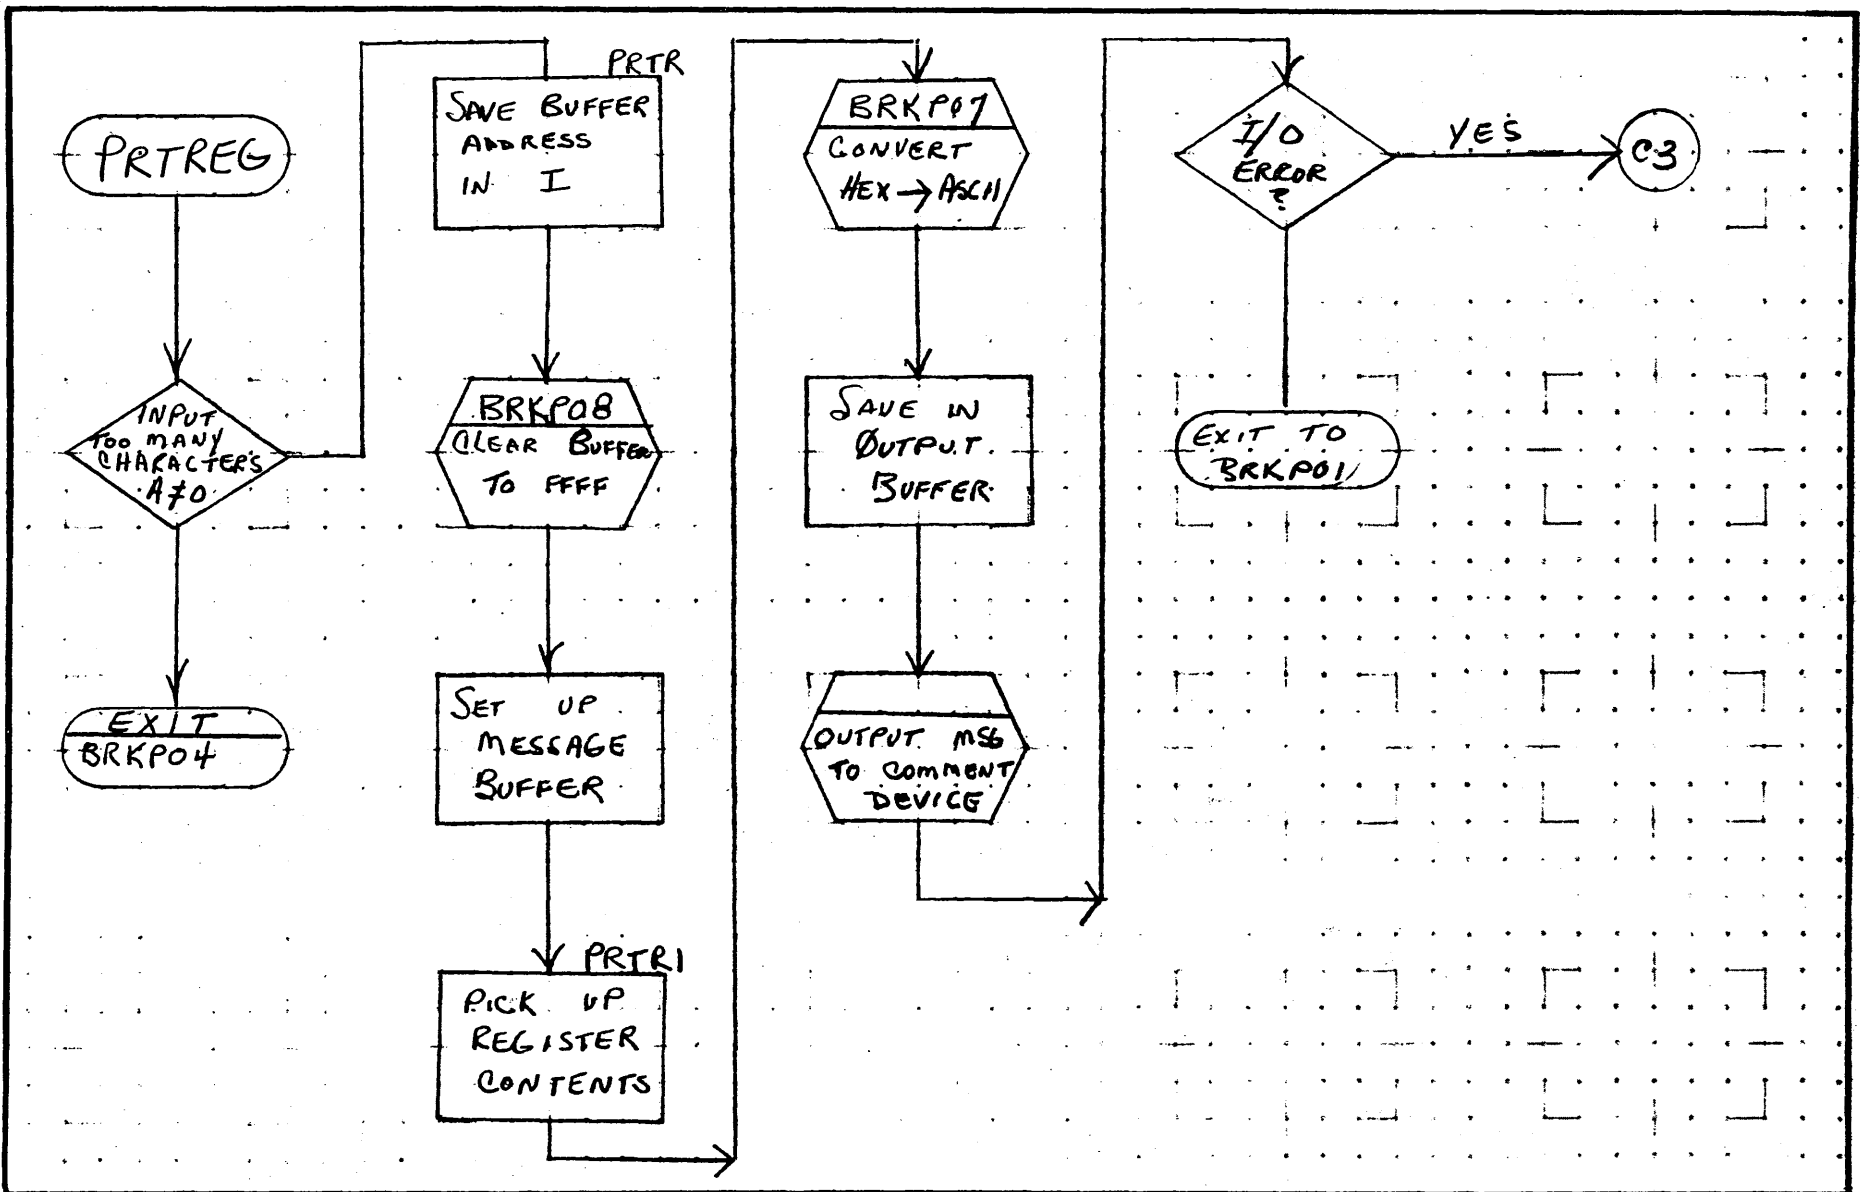 PRTREG
INPUT
TOO MANY
CHARACTERS
A≠0
EXIT
BRKP04
PRTR
SAVE BUFFER
ADDRESS
IN I
BRKP08
CLEAR BUFFER
TO FFFF
SET UP
MESSAGE
BUFFER
PRTR1
PICK UP
REGISTER
CONTENTS
BRKP07
CONVERT
HEX→ASCII
SAVE IN
OUTPUT
BUFFER
OUTPUT MSG
TO COMMENT
DEVICE
I/O
ERROR
?
YES
C3
EXIT TO
BRKP01